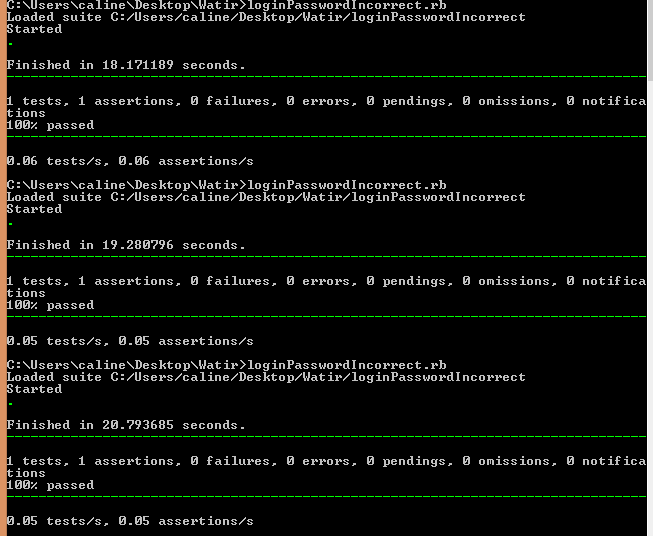 C:\Users\caline\Desktop\Watir>loginPasswordIncorrect.rb
Loaded suite C:/Users/caline/Desktop/Watir/loginPasswordIncorrect
Started
.
Finished in 18.171189 seconds.
--------------------------------------------------------------------------------
1 tests, 1 assertions, 0 failures, 0 errors, 0 pendings, 0 omissions, 0 notifica
tions
100% passed
--------------------------------------------------------------------------------
0.06 tests/s, 0.06 assertions/s
C:\Users\caline\Desktop\Watir>loginPasswordIncorrect.rb
Loaded suite C:/Users/caline/Desktop/Watir/loginPasswordIncorrect
Started
.
Finished in 19.280796 seconds.
--------------------------------------------------------------------------------
1 tests, 1 assertions, 0 failures, 0 errors, 0 pendings, 0 omissions, 0 notifica
tions
100% passed
--------------------------------------------------------------------------------
0.05 tests/s, 0.05 assertions/s
C:\Users\caline\Desktop\Watir>loginPasswordIncorrect.rb
Loaded suite C:/Users/caline/Desktop/Watir/loginPasswordIncorrect
Started
.
Finished in 20.793685 seconds.
--------------------------------------------------------------------------------
1 tests, 1 assertions, 0 failures, 0 errors, 0 pendings, 0 omissions, 0 notifica
tions
100% passed
--------------------------------------------------------------------------------
0.05 tests/s, 0.05 assertions/s